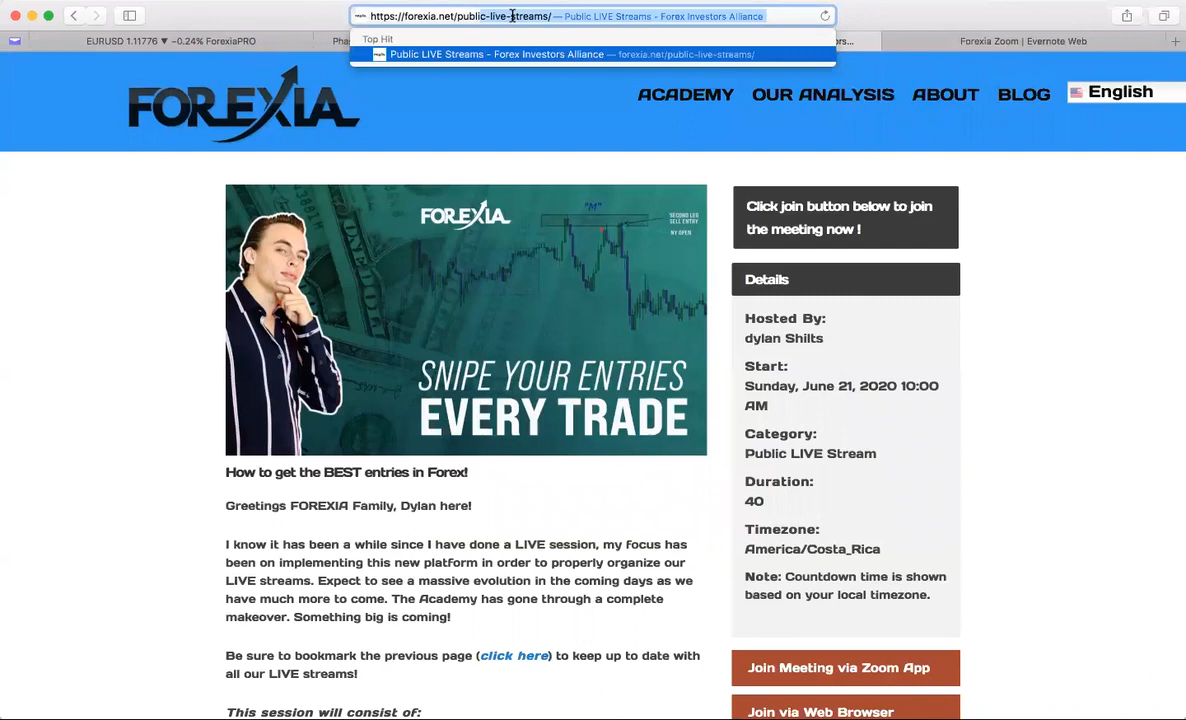 https://forexia.net/public-live-streams/ — Public LIVE Streams - Forex Investors Alliance
Top Hit
Public LIVE Streams - Forex Investors Alliance — forexia.net/public-live-streams/
EURUSD 1.11776 ▼ −0.24% ForexiaPRO
Forexia Zoom | Evernote Web
FOREXIA
ACADEMY
OUR ANALYSIS
ABOUT
BLOG
English
FOREXIA
"M"
SECOND LEG
SELL ENTRY
NY OPEN
SNIPE YOUR ENTRIES
EVERY TRADE
How to get the BEST entries in Forex!
Greetings FOREXIA Family, Dylan here!
I know it has been a while since I have done a LIVE session, my focus has
been on implementing this new platform in order to properly organize our
LIVE streams. Expect to see a massive evolution in the coming days as we
have much more to come. The Academy has gone through a complete
makeover. Something big is coming!
Be sure to bookmark the previous page (click here) to keep up to date with
all our LIVE streams!
This session will consist of:
Click join button below to join
the meeting now !
Details
Hosted By:
dylan Shilts
Start:
Sunday, June 21, 2020 10:00
AM
Category:
Public LIVE Stream
Duration:
40
Timezone:
America/Costa_Rica
Note: Countdown time is shown
based on your local timezone.
Join Meeting via Zoom App
Join via Web Browser